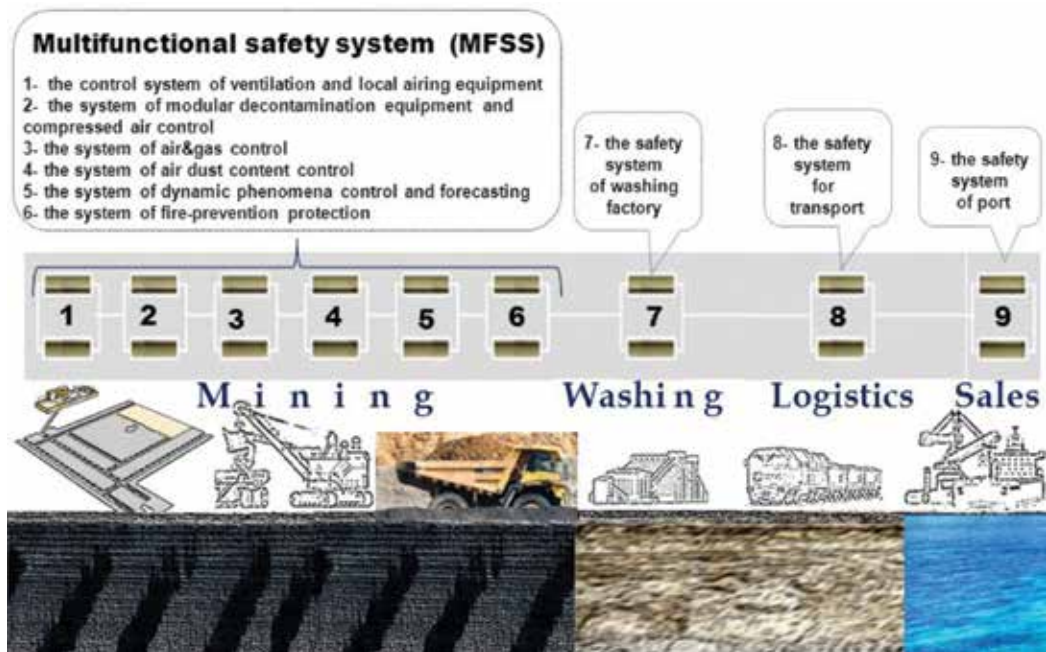 Multifunctional safety system (MFSS)
1- the control system of ventilation and local airing equipment
2- the system of modular decontamination equipment and
compressed air control
3- the system of air&gas control
4- the system of air dust content control
5- the system of dynamic phenomena control and forecasting
6- the system of fire-prevention protection
7- the safety
system
of washing
factory
8- the safety
system
for
transport
9- the safety
system
of port
1 2 3 4 5 6 7 8 9
Mining Washing Logistics Sales